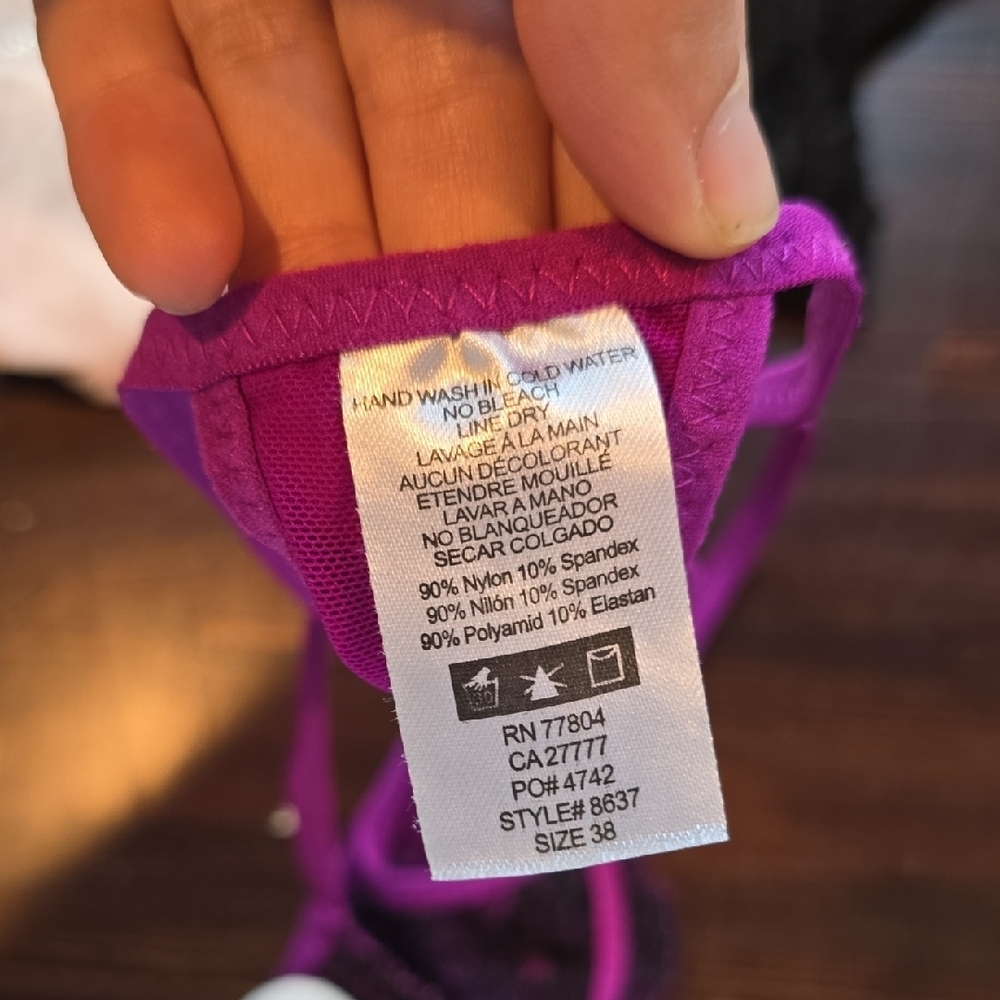 HAND WASH IN COLD WATER
NO BLEACH
LINE DRY
LAVAGE À LA MAIN
AUCUN DÉCOLORANT
ETENDRE MOUILLÉ
LAVAR A MANO
NO BLANQUEADOR
SECAR COLGADO
90% Nylon 10% Spandex
90% Nilón 10% Spandex
90% Polyamid 10% Elastan
30
RN 77804
CA 27777
PO# 4742
STYLE# 8637
SIZE 38